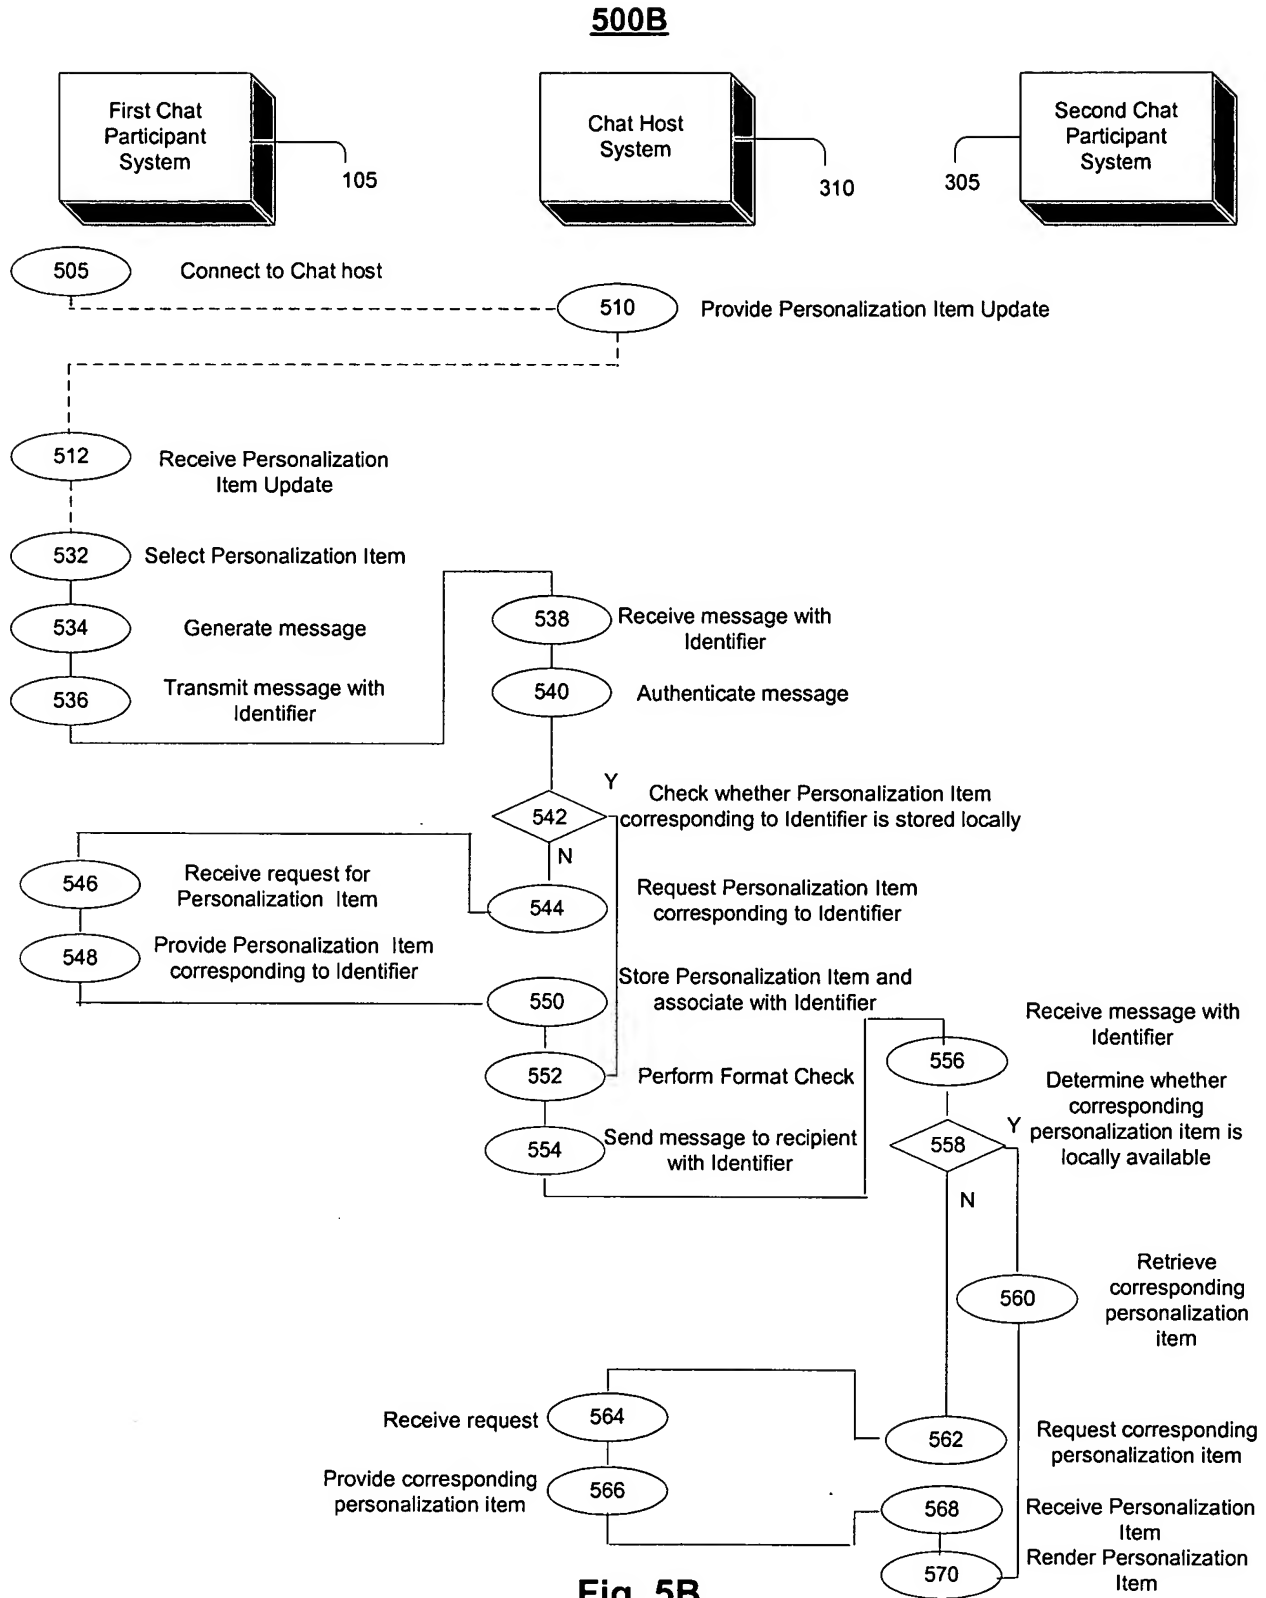 500B
First Chat
Participant
System
105
Chat Host
System
310
Second Chat
Participant
System
305
505
Connect to Chat host
510
Provide Personalization Item Update
512
Receive Personalization
Item Update
532
Select Personalization Item
534
Generate message
536
Transmit message with
Identifier
538
Receive message with
Identifier
540
Authenticate message
542
Y
N
Check whether Personalization Item
corresponding to Identifier is stored locally
544
Request Personalization Item
corresponding to Identifier
546
Receive request for
Personalization Item
548
Provide Personalization Item
corresponding to Identifier
550
Store Personalization Item and
associate with Identifier
552
Perform Format Check
554
Send message to recipient
with Identifier
556
Receive message with
Identifier
558
Y
N
Determine whether
corresponding
personalization item is
locally available
560
Retrieve
corresponding
personalization
item
562
Request corresponding
personalization item
564
Receive request
566
Provide corresponding
personalization item
568
Receive Personalization
Item
570
Render Personalization
Item
Fig. 5B